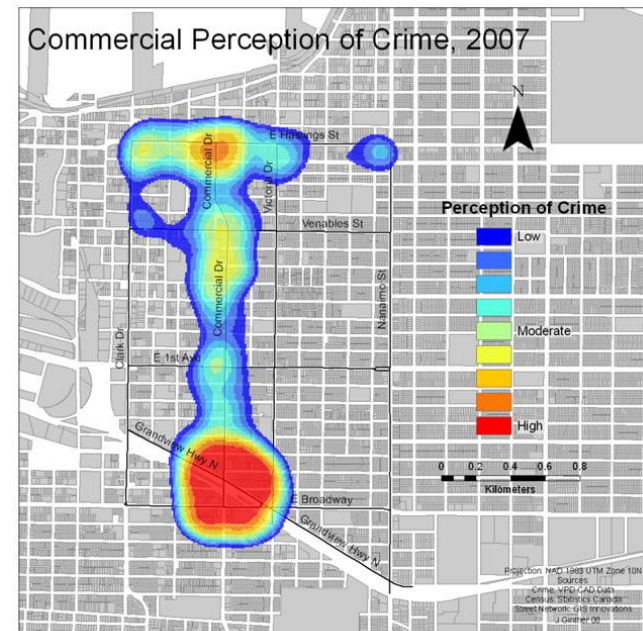 Commercial Perception of Crime, 2007
N
E Hastings St
Commercial Dr
Victoria Dr
Perception of Crime
Low
Venables St
Commercial Dr
Nanaimo St
Moderate
Clark Dr
E 1st Ave
High
Grandview Hwy N
0 0.2 0.4 0.6 0.8
Kilometers
E Broadway
Grandview Hwy N
Projection: NAD 1983 UTM Zone 10N
Sources:
Crime: VPD CAD Data
Census: Statistics Canada
Street Network: GIS Innovations
J Ginther 08